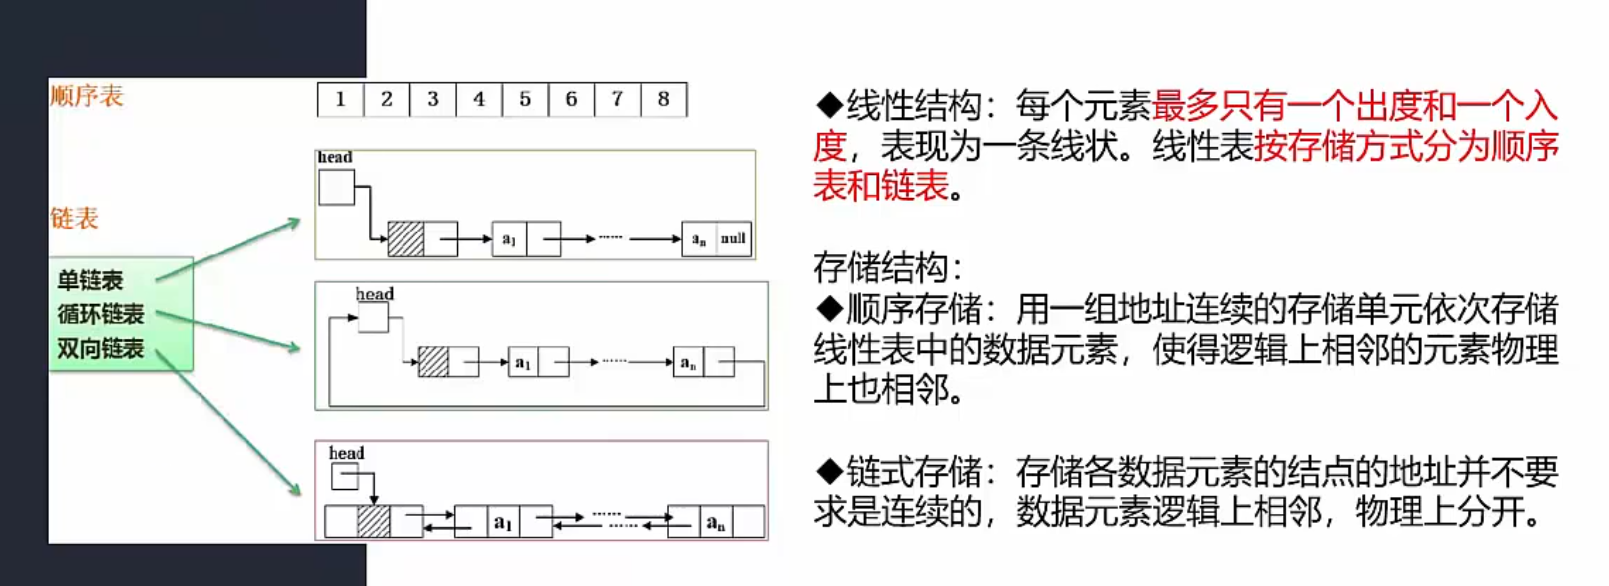 顺序表
1 2 3 4 5 6 7 8
head
a1
......
an null
链表
单链表
循环链表
双向链表
head
a1
......
an
head
a1
......
......
an
◆线性结构：每个元素最多只有一个出度和一个入
度，表现为一条线状。线性表按存储方式分为顺序
表和链表。
存储结构：
◆顺序存储：用一组地址连续的存储单元依次存储
线性表中的数据元素，使得逻辑上相邻的元素物理
上也相邻。
◆链式存储：存储各数据元素的结点的地址并不要
求是连续的，数据元素逻辑上相邻，物理上分开。